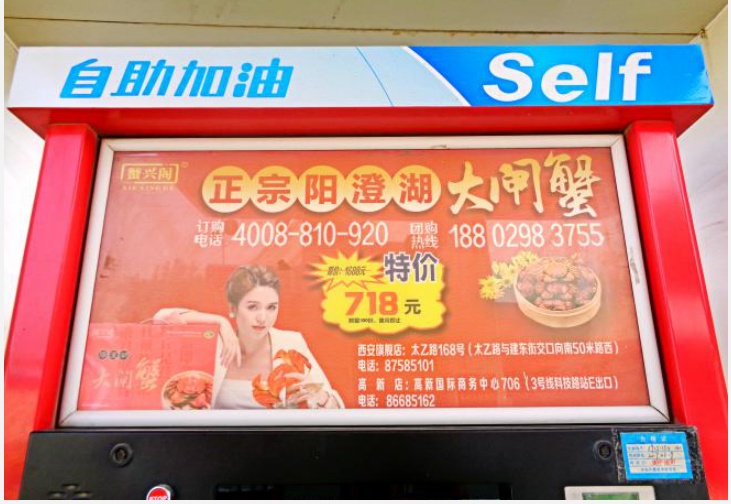 自助加油 Self
蟹兴阁
正宗阳澄湖大闸蟹
订购电话 4008-810-920 团购热线 188 0298 3755
特价
718元
西安旗舰店：太乙路168号（太乙路与建东街交口向南50米路西）
电话：87585101
高 新 店：高新国际商务中心706（3号线科技路站E出口）
电话：86685162
大闸蟹
STOP
合格证